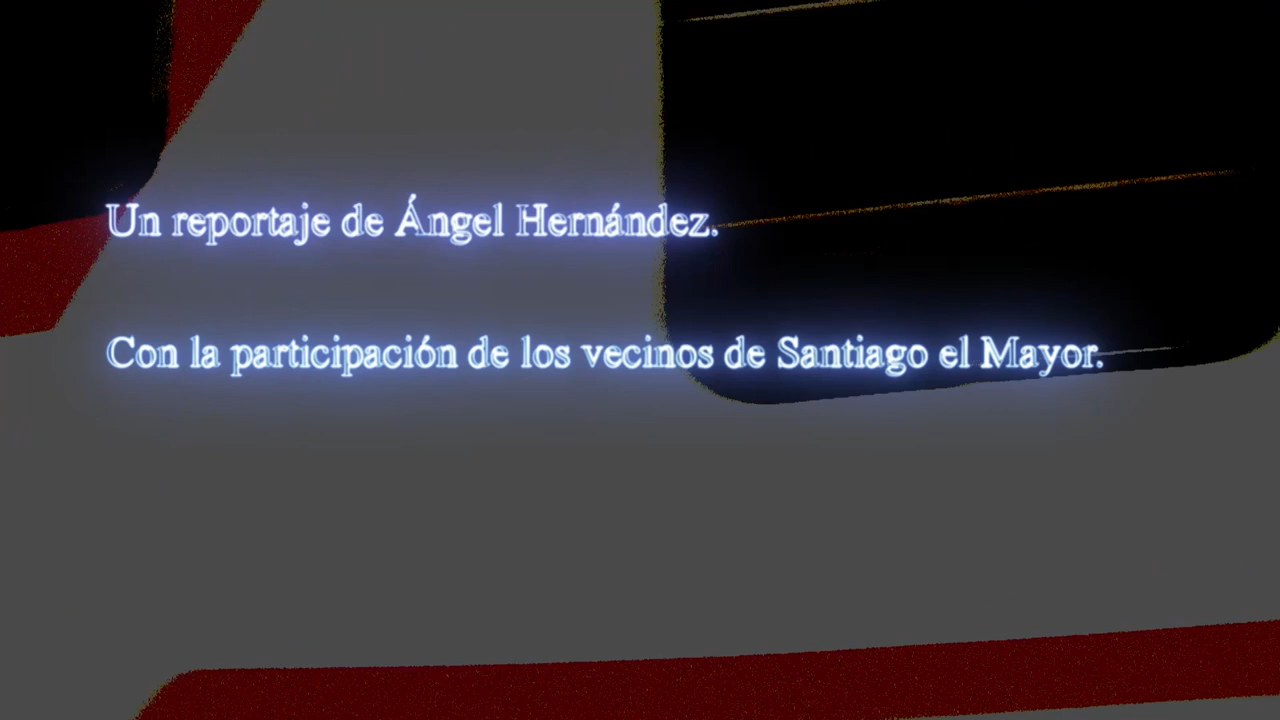 Un reportaje de Ángel Hernández.
Con la participación de los vecinos de Santiago el Mayor.